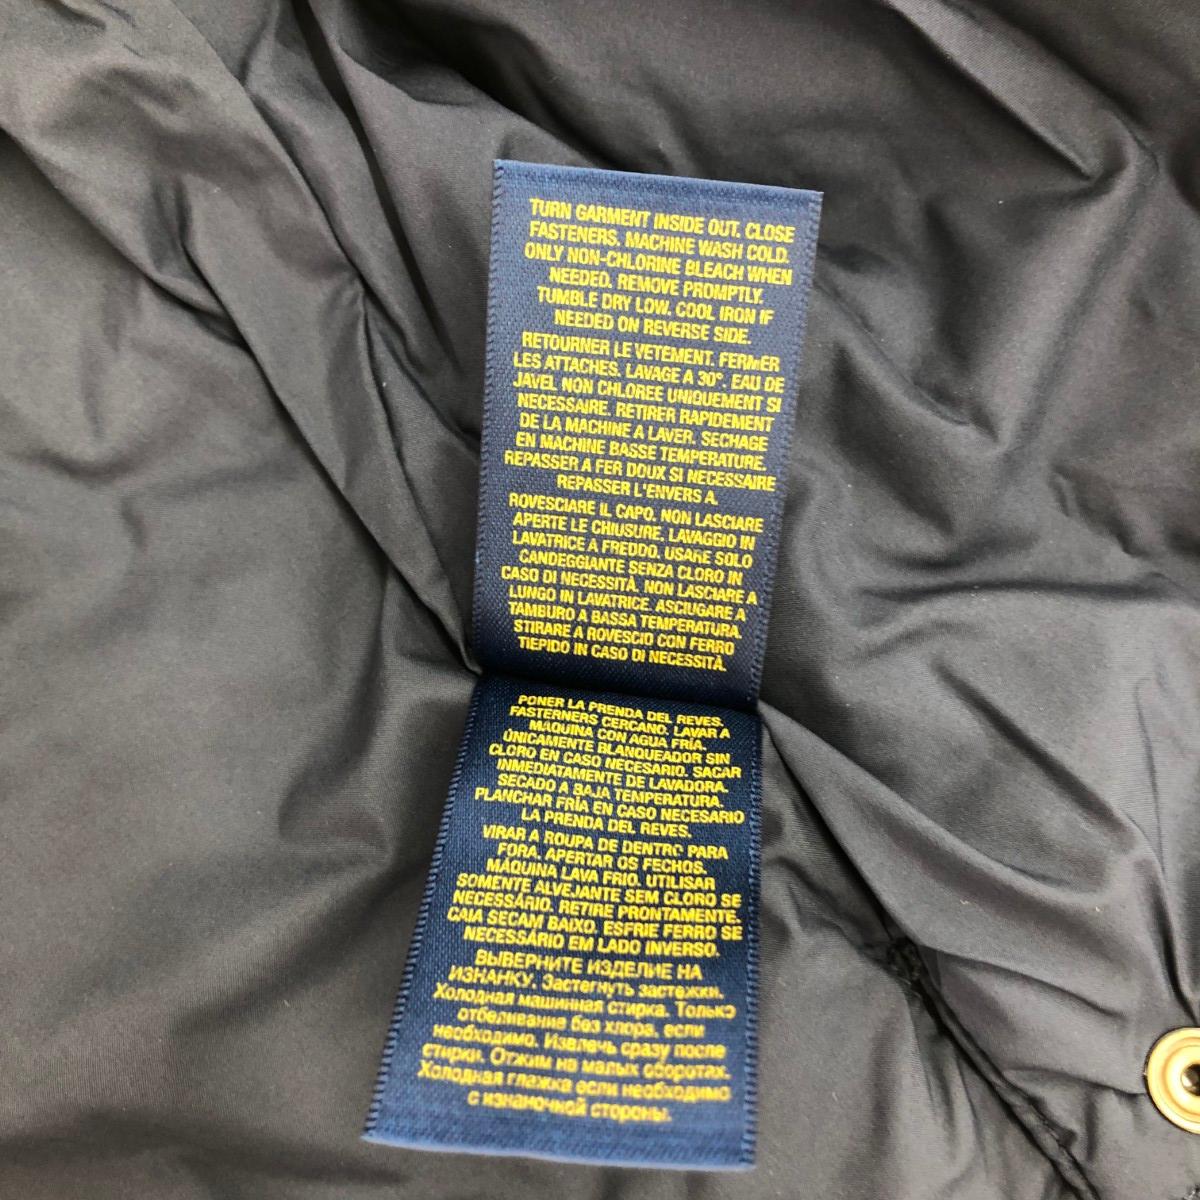 TURN GARMENT INSIDE OUT. CLOSE
FASTENERS. MACHINE WASH COLD.
ONLY NON-CHLORINE BLEACH WHEN
NEEDED. REMOVE PROMPTLY.
TUMBLE DRY LOW. COOL IRON IF
NEEDED ON REVERSE SIDE.
RETOURNER LE VETEMENT. FERMER
LES ATTACHES. LAVAGE A 30°. EAU DE
JAVEL NON CHLOREE UNIQUEMENT SI
NECESSAIRE. RETIRER RAPIDEMENT
DE LA MACHINE A LAVER. SECHAGE
EN MACHINE BASSE TEMPERATURE.
REPASSER A FER DOUX SI NECESSAIRE
REPASSER L'ENVERS A.
ROVESCIARE IL CAPO. NON LASCIARE
APERTE LE CHIUSURE. LAVAGGIO IN
LAVATRICE A FREDDO. USARE SOLO
CANDEGGIANTE SENZA CLORO IN
CASO DI NECESSITÀ. NON LASCIARE A
LUNGO IN LAVATRICE. ASCIUGARE A
TAMBURO A BASSA TEMPERATURA.
STIRARE A ROVESCIO CON FERRO
TIEPIDO IN CASO DI NECESSITÀ.
PONER LA PRENDA DEL REVES.
FASTERNERS CERCANO. LAVAR A
MÁQUINA CON AGUA FRÍA.
ÚNICAMENTE BLANQUEADOR SIN
CLORO EN CASO NECESARIO. SACAR
INMEDIATAMENTE DE LAVADORA.
SECADO A BAJA TEMPERATURA.
PLANCHAR FRÍA EN CASO NECESARIO
LA PRENDA DEL REVES.
VIRAR A ROUPA DE DENTRO PARA
FORA. APERTAR OS FECHOS.
MÁQUINA LAVA FRIO. UTILISAR
SOMENTE ALVEJANTE SEM CLORO SE
NECESSÁRIO. RETIRE PRONTAMENTE.
CAIA SECAM BAIXO. ESFRIE FERRO SE
NECESSÁRIO EM LADO INVERSO.
ВЫВЕРНИТЕ ИЗДЕЛИЕ НА
ИЗНАНКУ. Застегнуть застежки.
Холодная машинная стирка. Только
отбеливание без хлора, если
необходимо. Извлечь сразу после
стирки. Отжим на малых оборотах.
Холодная глажка если необходимо
с изнаночной стороны.